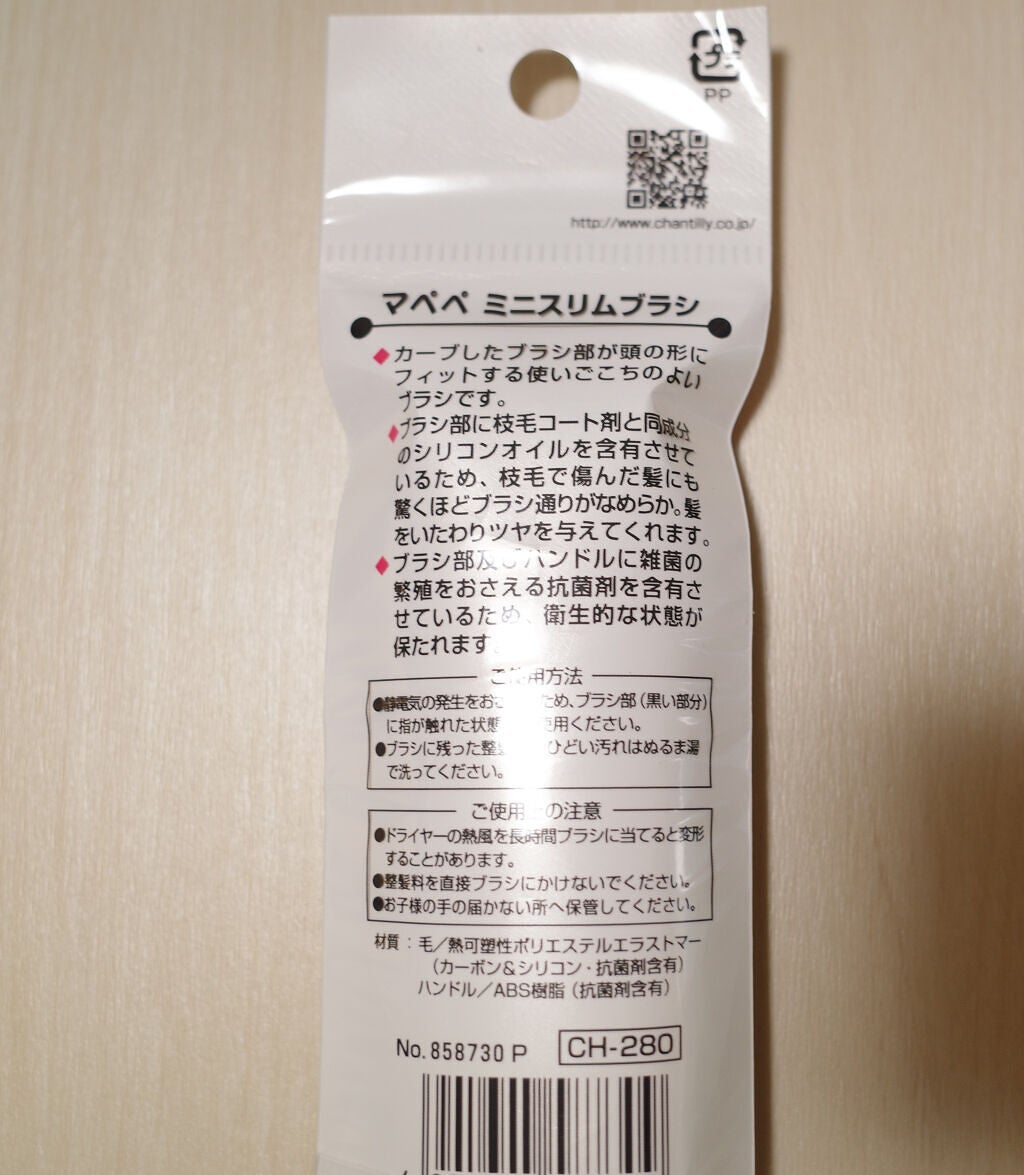 プラ
PP
http://www.chantilly.co.jp/
マペペ ミニスリムブラシ
◆カーブしたブラシ部が頭の形に
フィットする使いごこちのよい
ブラシです。
◆ブラシ部に枝毛コート剤と同成分
のシリコンオイルを含有させて
いるため、枝毛で傷んだ髪にも
驚くほどブラシ通りがなめらか。髪
をいたわりツヤを与えてくれます。
◆ブラシ部及びハンドルに雑菌の
繁殖をおさえる抗菌剤を含有さ
せているため、衛生的な状態が
保たれます。
ご使用方法
●静電気の発生をおさ ため、ブラシ部(黒い部分)
に指が触れた状態 使用ください。
●ブラシに残った整髪 ひどい汚れはぬるま湯
で洗ってください。
ご使用上の注意
●ドライヤーの熱風を長時間ブラシに当てると変形
することがあります。
●整髪料を直接ブラシにかけないでください。
●お子様の手の届かない所へ保管してください。
材質:毛/熱可塑性ポリエステルエラストマー
(カーボン&シリコン・抗菌剤含有)
ハンドル/ABS樹脂(抗菌剤含有)
No.858730 P CH-280